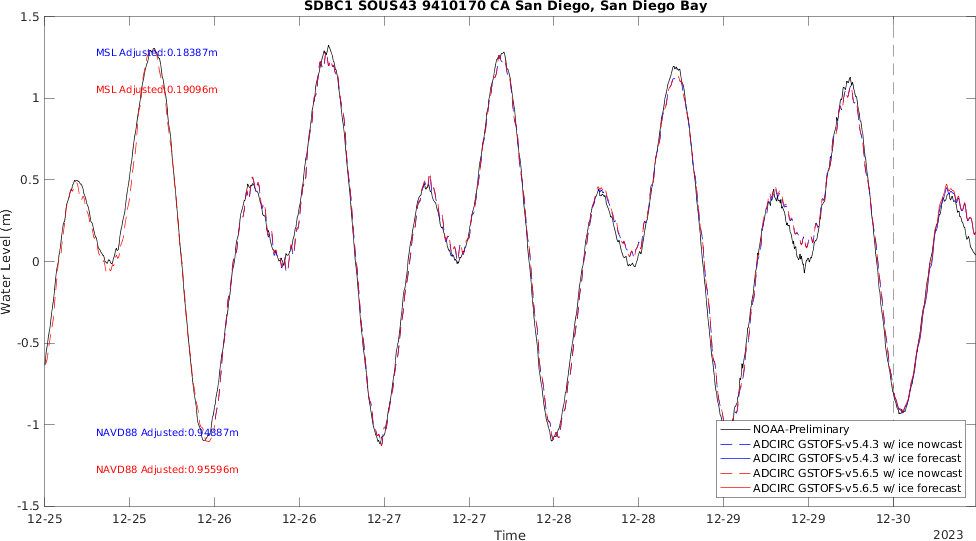 SDBC1 SOUS43 9410170 CA San Diego, San Diego Bay
1.5
1
0.5
0
-0.5
-1
-1.5
Water Level (m)
MSL Adjusted:0.18387m
MSL Adjusted:0.19096m
NAVD88 Adjusted:0.94887m
NAVD88 Adjusted:0.95596m
NOAA-Preliminary
ADCIRC GSTOFS-v5.4.3 w/ ice nowcast
ADCIRC GSTOFS-v5.4.3 w/ ice forecast
ADCIRC GSTOFS-v5.6.5 w/ ice nowcast
ADCIRC GSTOFS-v5.6.5 w/ ice forecast
12-25 12-25 12-26 12-26 12-27 12-27 12-28 12-28 12-29 12-29 12-30
Time
2023